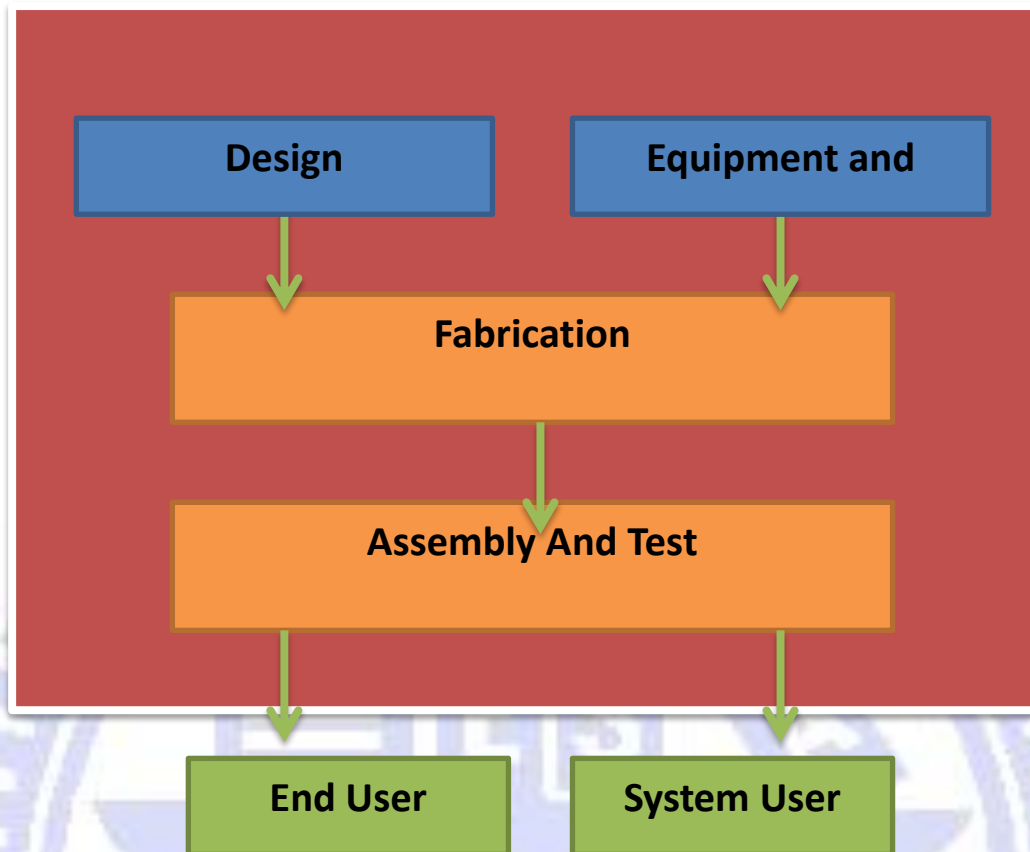 Design
Equipment and
Fabrication
Assembly And Test
End User
System User